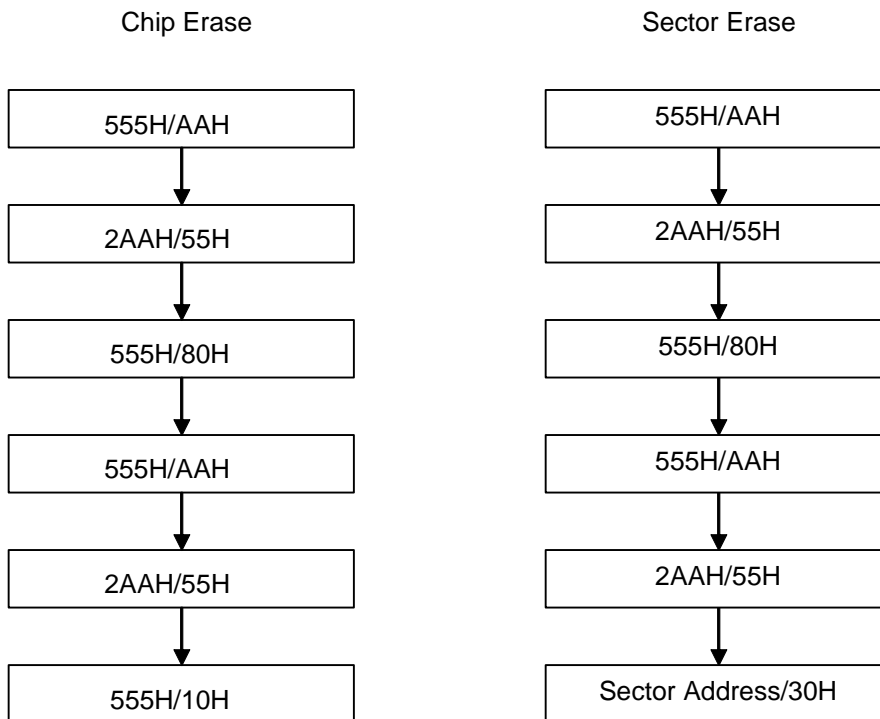 Chip Erase
555H/AAH
2AAH/55H
555H/80H
555H/AAH
2AAH/55H
555H/10H
Sector Erase
555H/AAH
2AAH/55H
555H/80H
555H/AAH
2AAH/55H
Sector Address/30H